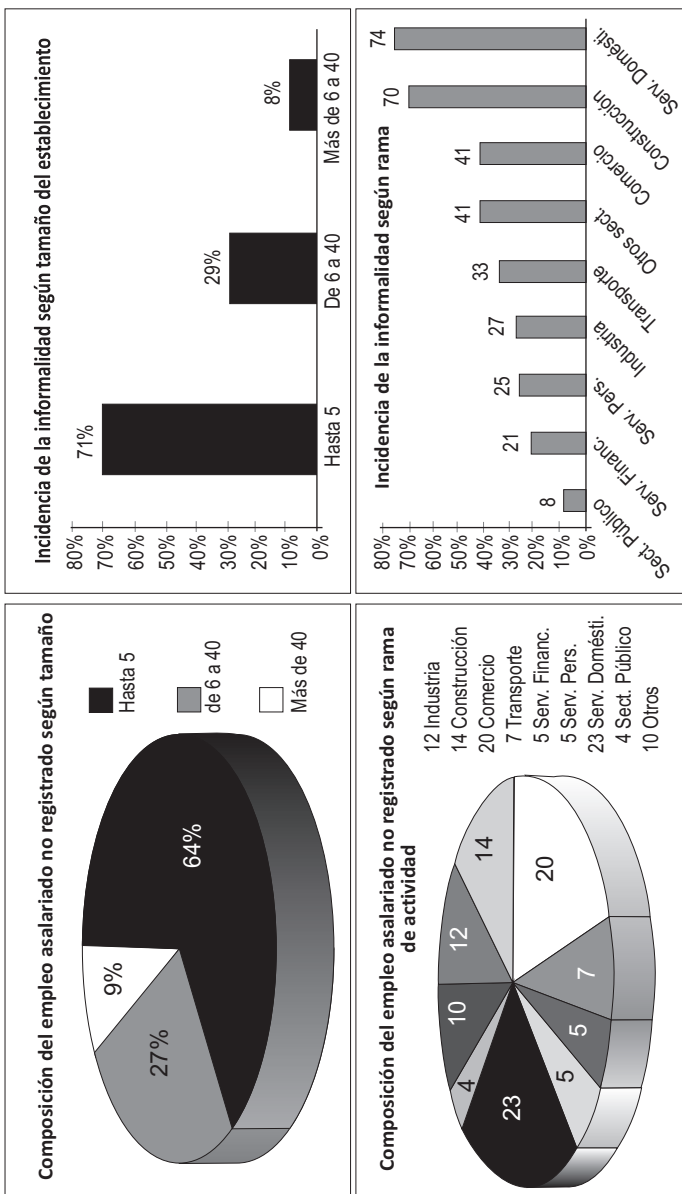 Composición del empleo asalariado no registrado según tamaño
9%
27%
64%
Hasta 5
de 6 a 40
Más de 40
Incidencia de la informalidad según tamaño del establecimiento
80%
70%
60%
50%
40%
30%
20%
10%
0%
71%
29%
8%
Hasta 5
De 6 a 40
Más de 6 a 40
Composición del empleo asalariado no registrado según rama
de actividad
12
14
10
4
20
23
7
5
5
12 Industria
14 Construcción
20 Comercio
7 Transporte
5 Serv. Financ.
5 Serv. Pers.
23 Serv. Domésti.
4 Sect. Público
10 Otros
Incidencia de la informalidad según rama
80%
70%
60%
50%
40%
30%
20%
10%
0%
8
21
25
27
33
41
41
70
74
Sect. Público
Serv. Financ.
Serv. Pers.
Industria
Transporte
Otros sect.
Comercio
Construcción
Serv. Domésti.